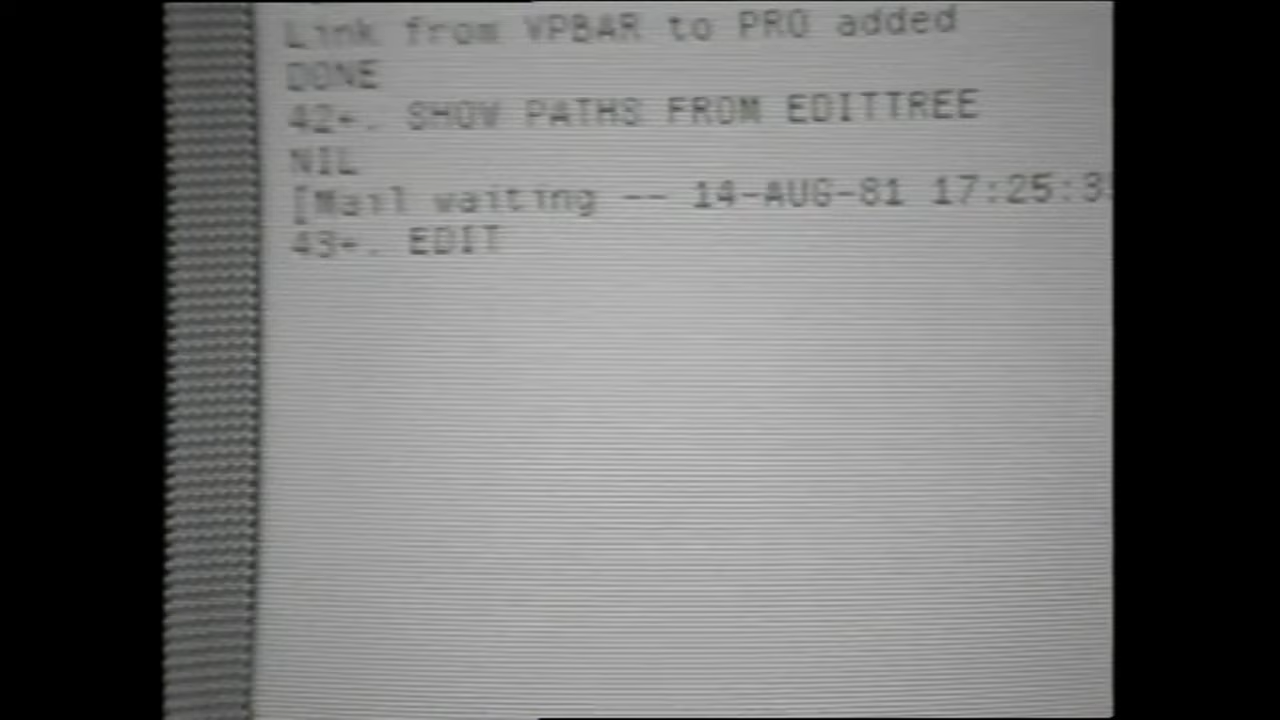 Link from VPBAR to PRO added
DONE
42←. SHOW PATHS FROM EDITTREE
NIL
[Mail waiting -- 14-AUG-81 17:25:3
43←. EDIT